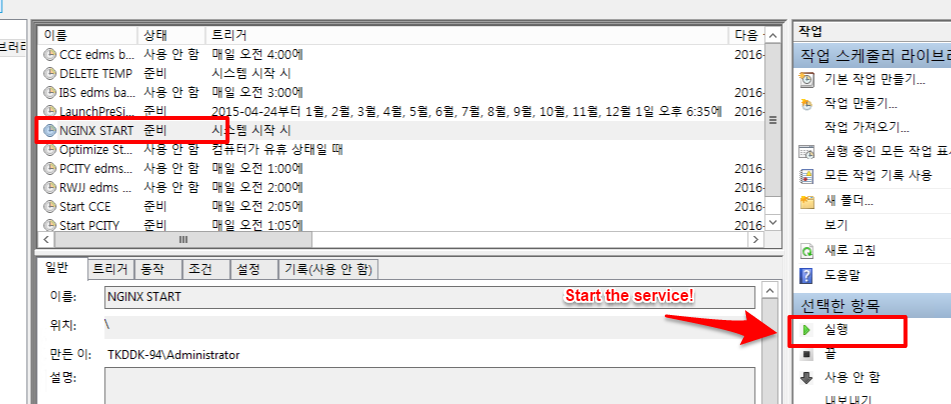 이름 상태 트리거 다음
CCE edms b... 사용 안 함 매일 오전 4:00에 2016-
DELETE TEMP 준비 시스템 시작 시
IBS edms ba... 사용 안 함 매일 오전 3:00에 2016-
LaunchPreSi... 준비 2015-04-24부터 1월, 2월, 3월, 4월, 5월, 6월, 7월, 8월, 9월, 10월, 11월, 12월 1일 오후 6:35에 2016-
NGINX START 준비 시스템 시작 시
Optimize St... 사용 안 함 컴퓨터가 유휴 상태일 때
PCITY edms... 사용 안 함 매일 오전 1:00에 2016-
RWJJ edms ... 사용 안 함 매일 오전 2:00에 2016-
Start CCE 준비 매일 오전 2:05에 2016-
Start PCITY 준비 매일 오전 1:05에 2016-
일반 트리거 동작 조건 설정 기록(사용 안 함)
이름: NGINX START
위치: \
만든 이: TKDDK-94\Administrator
설명:
Start the service!
작업
작업 스케줄러 라이브러
기본 작업 만들기...
작업 만들기...
작업 가져오기...
실행 중인 모든 작업 표시
모든 작업 기록 사용
새 폴더...
보기
새로 고침
도움말
선택한 항목
실행
끝
사용 안 함
내보내기